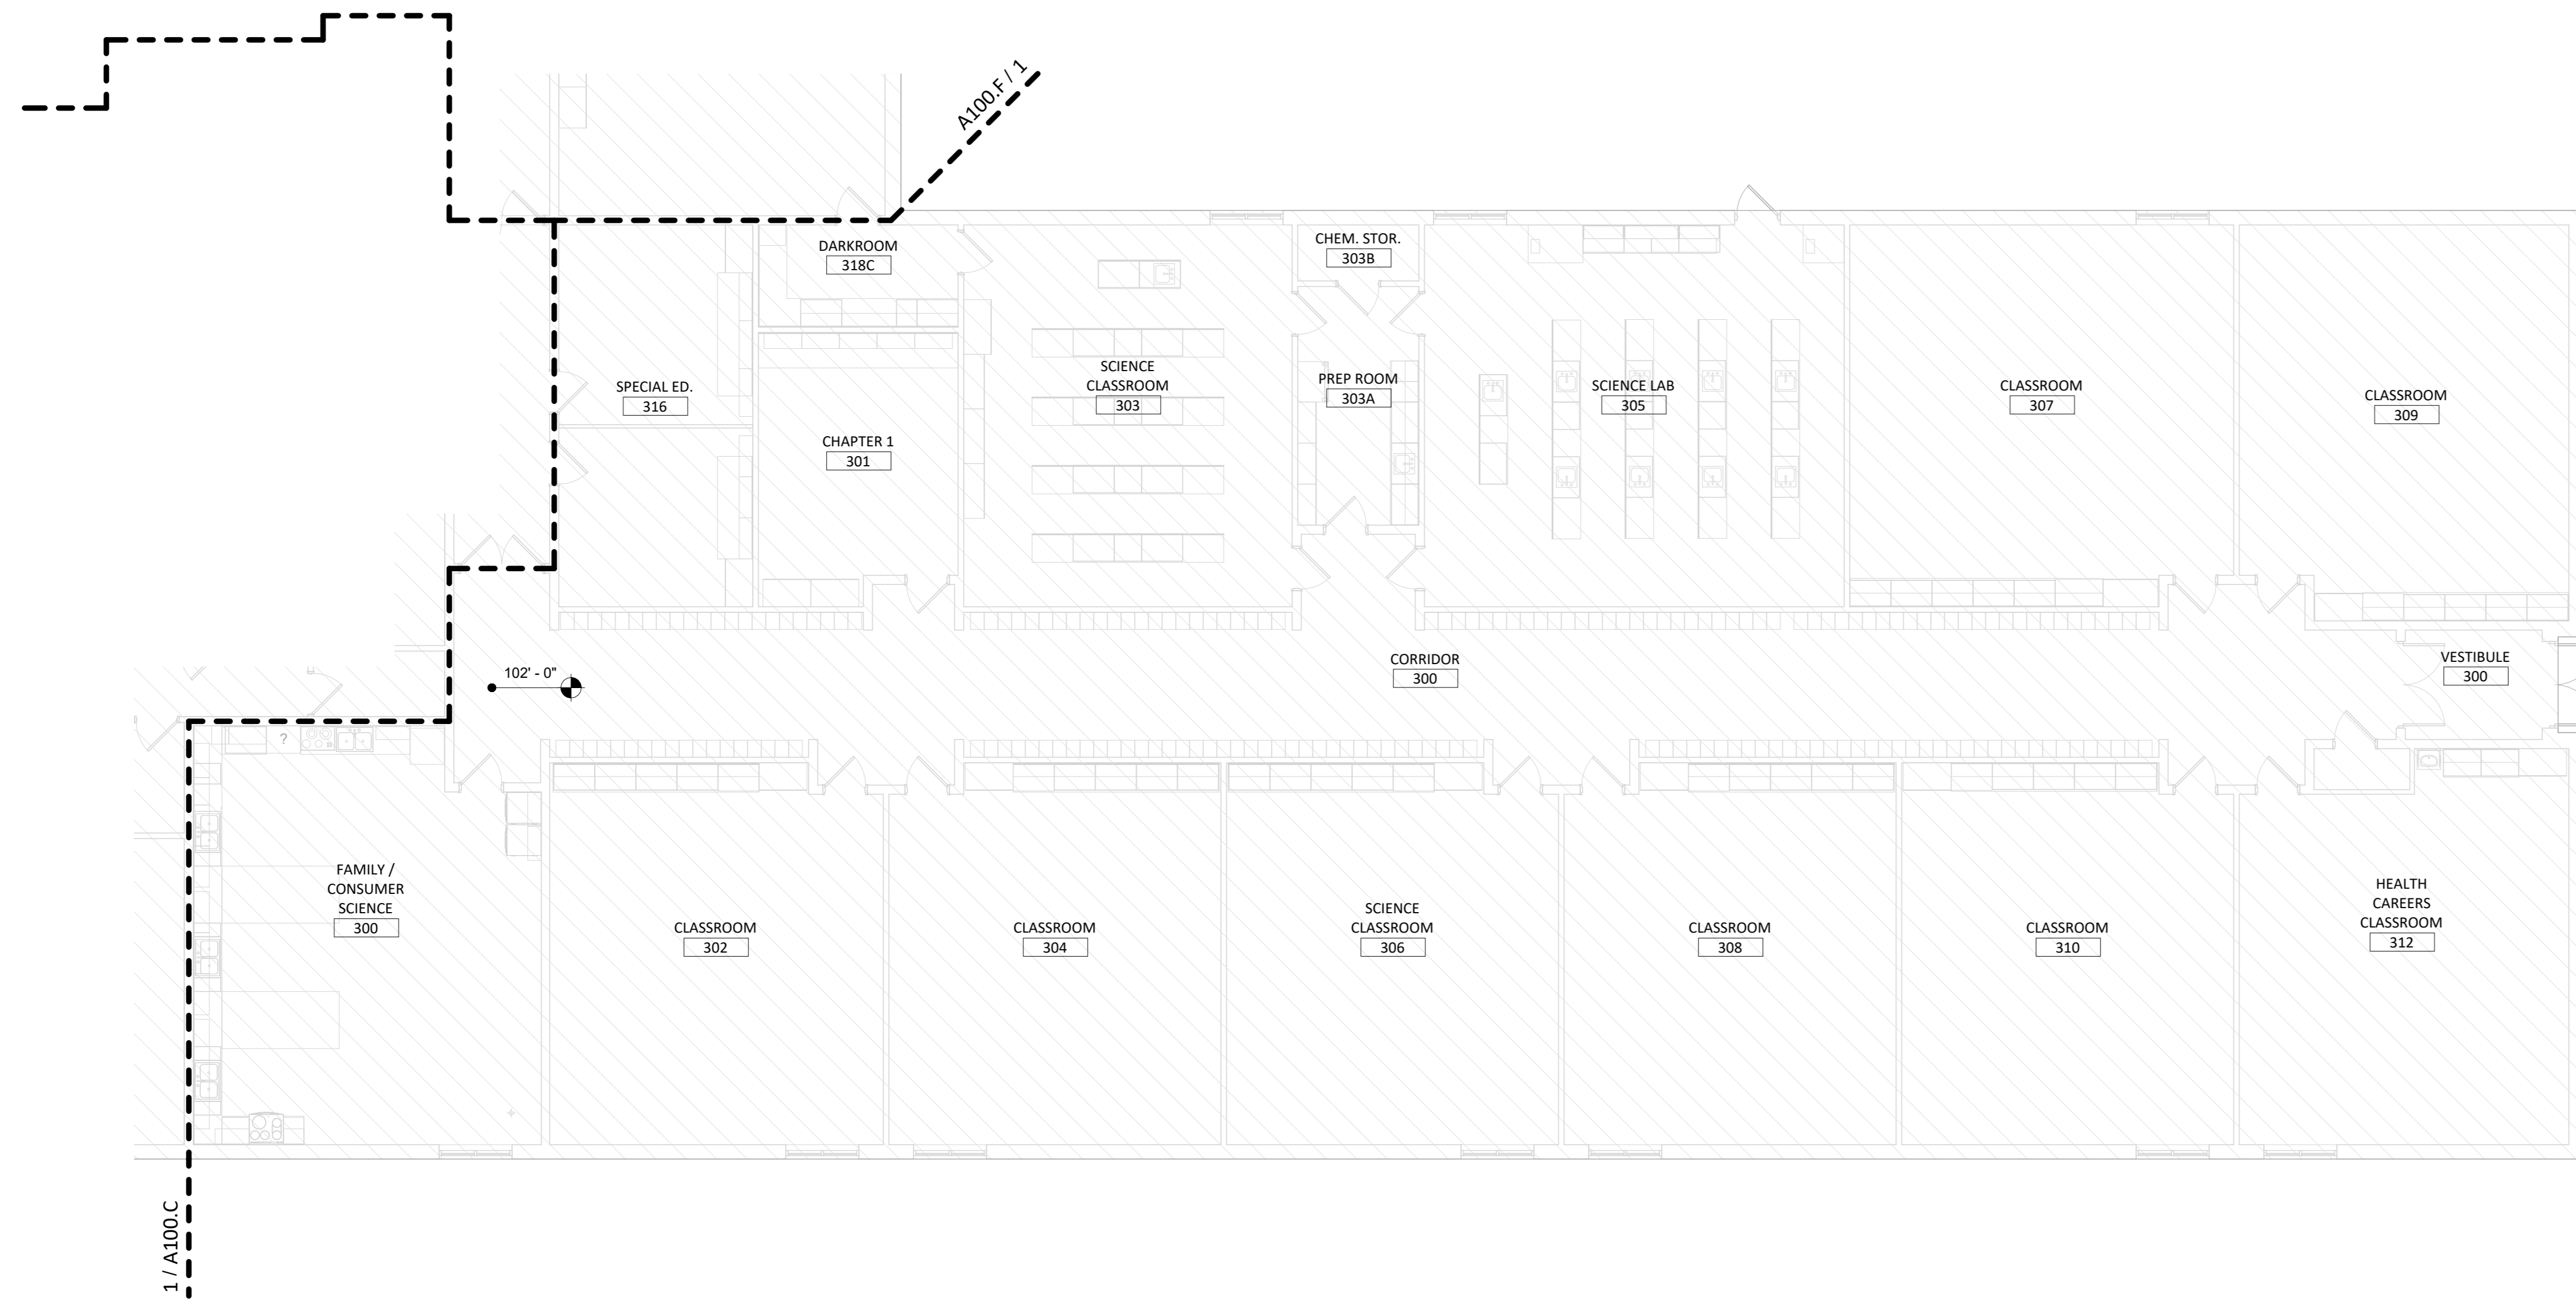 A100.F / 1
DARKROOM
318C
CHEM. STOR.
303B
SPECIAL ED.
316
CHAPTER 1
301
SCIENCE
CLASSROOM
303
PREP ROOM
303A
SCIENCE LAB
305
CLASSROOM
307
CLASSROOM
309
102' - 0"
CORRIDOR
300
VESTIBULE
300
?
FAMILY /
CONSUMER
SCIENCE
300
CLASSROOM
302
CLASSROOM
304
SCIENCE
CLASSROOM
306
CLASSROOM
308
CLASSROOM
310
HEALTH
CAREERS
CLASSROOM
312
1 / A100.C